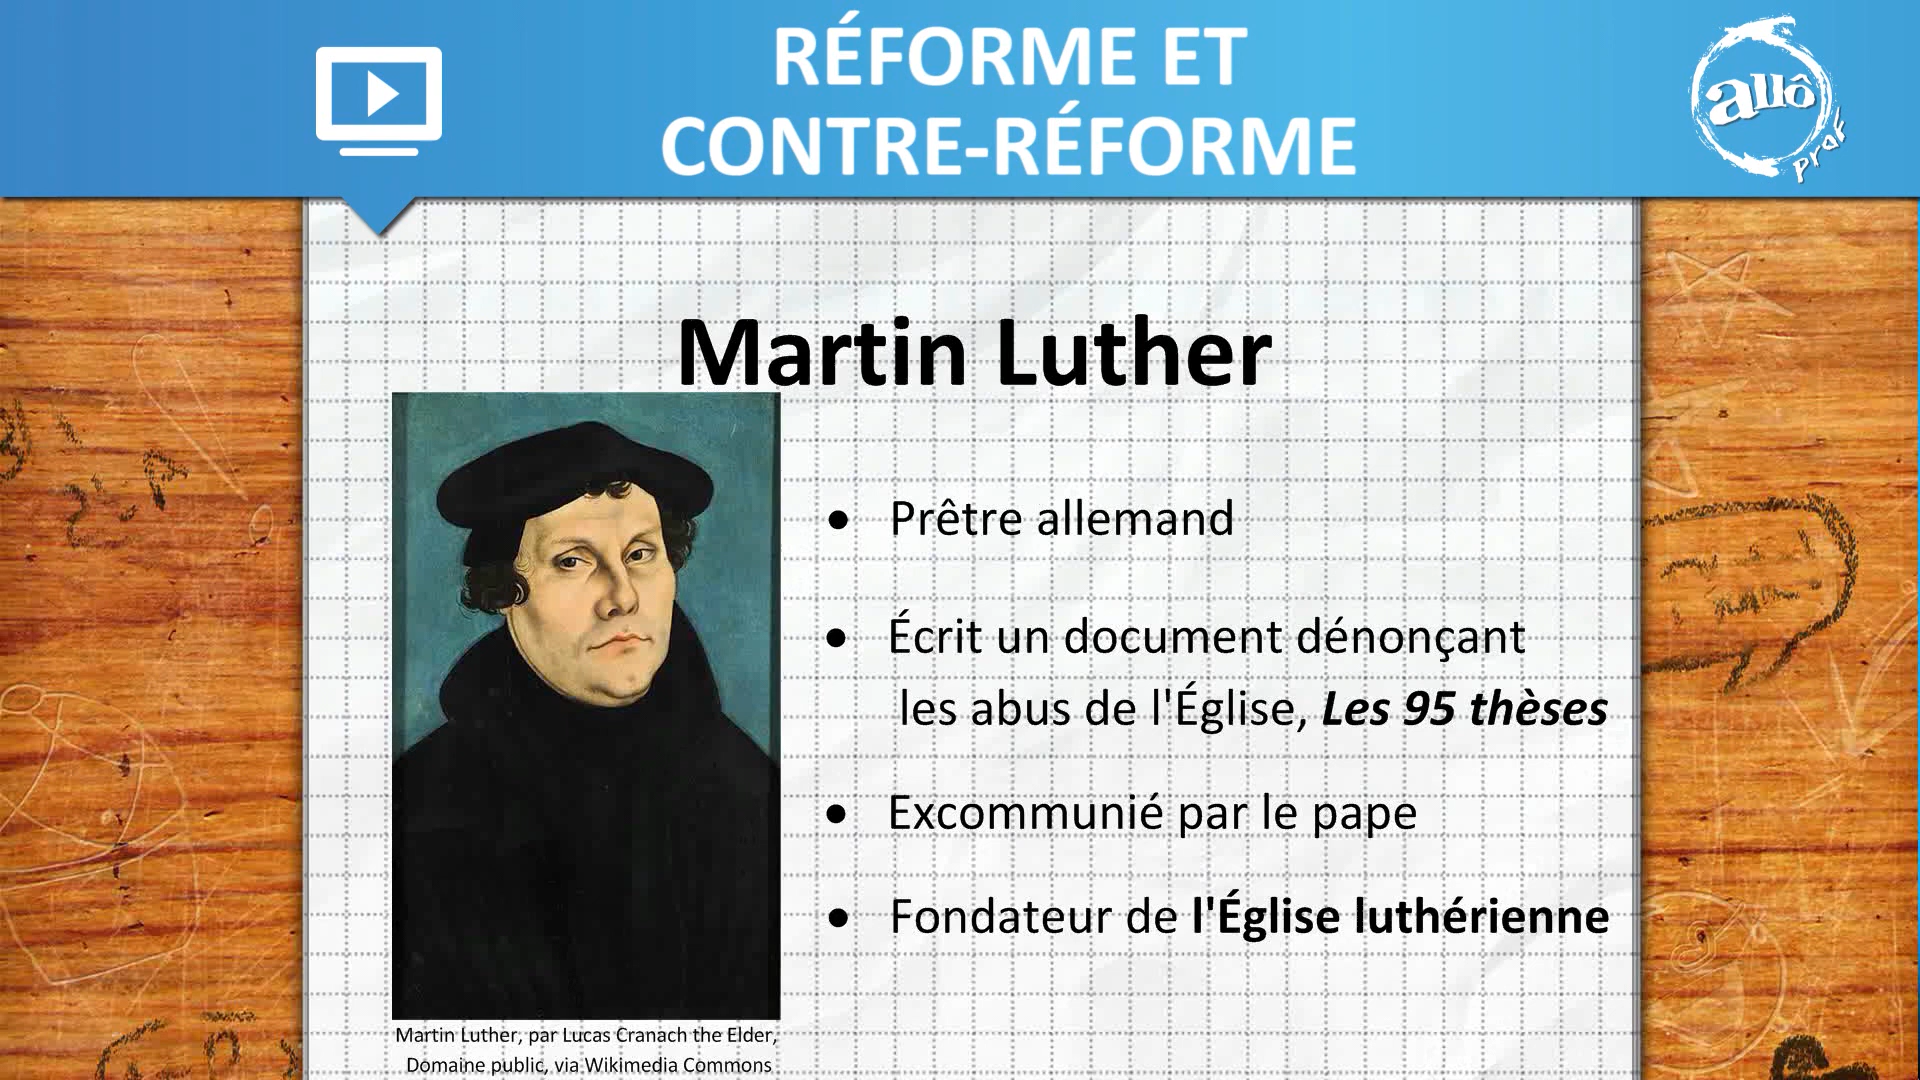 RÉFORME ET
CONTRE-RÉFORME
allô
prof
Martin Luther
• Prêtre allemand
• Écrit un document dénonçant
les abus de l'Église, Les 95 thèses
• Excommunié par le pape
• Fondateur de l'Église luthérienne
Martin Luther, par Lucas Cranach the Elder,
Domaine public, via Wikimedia Commons